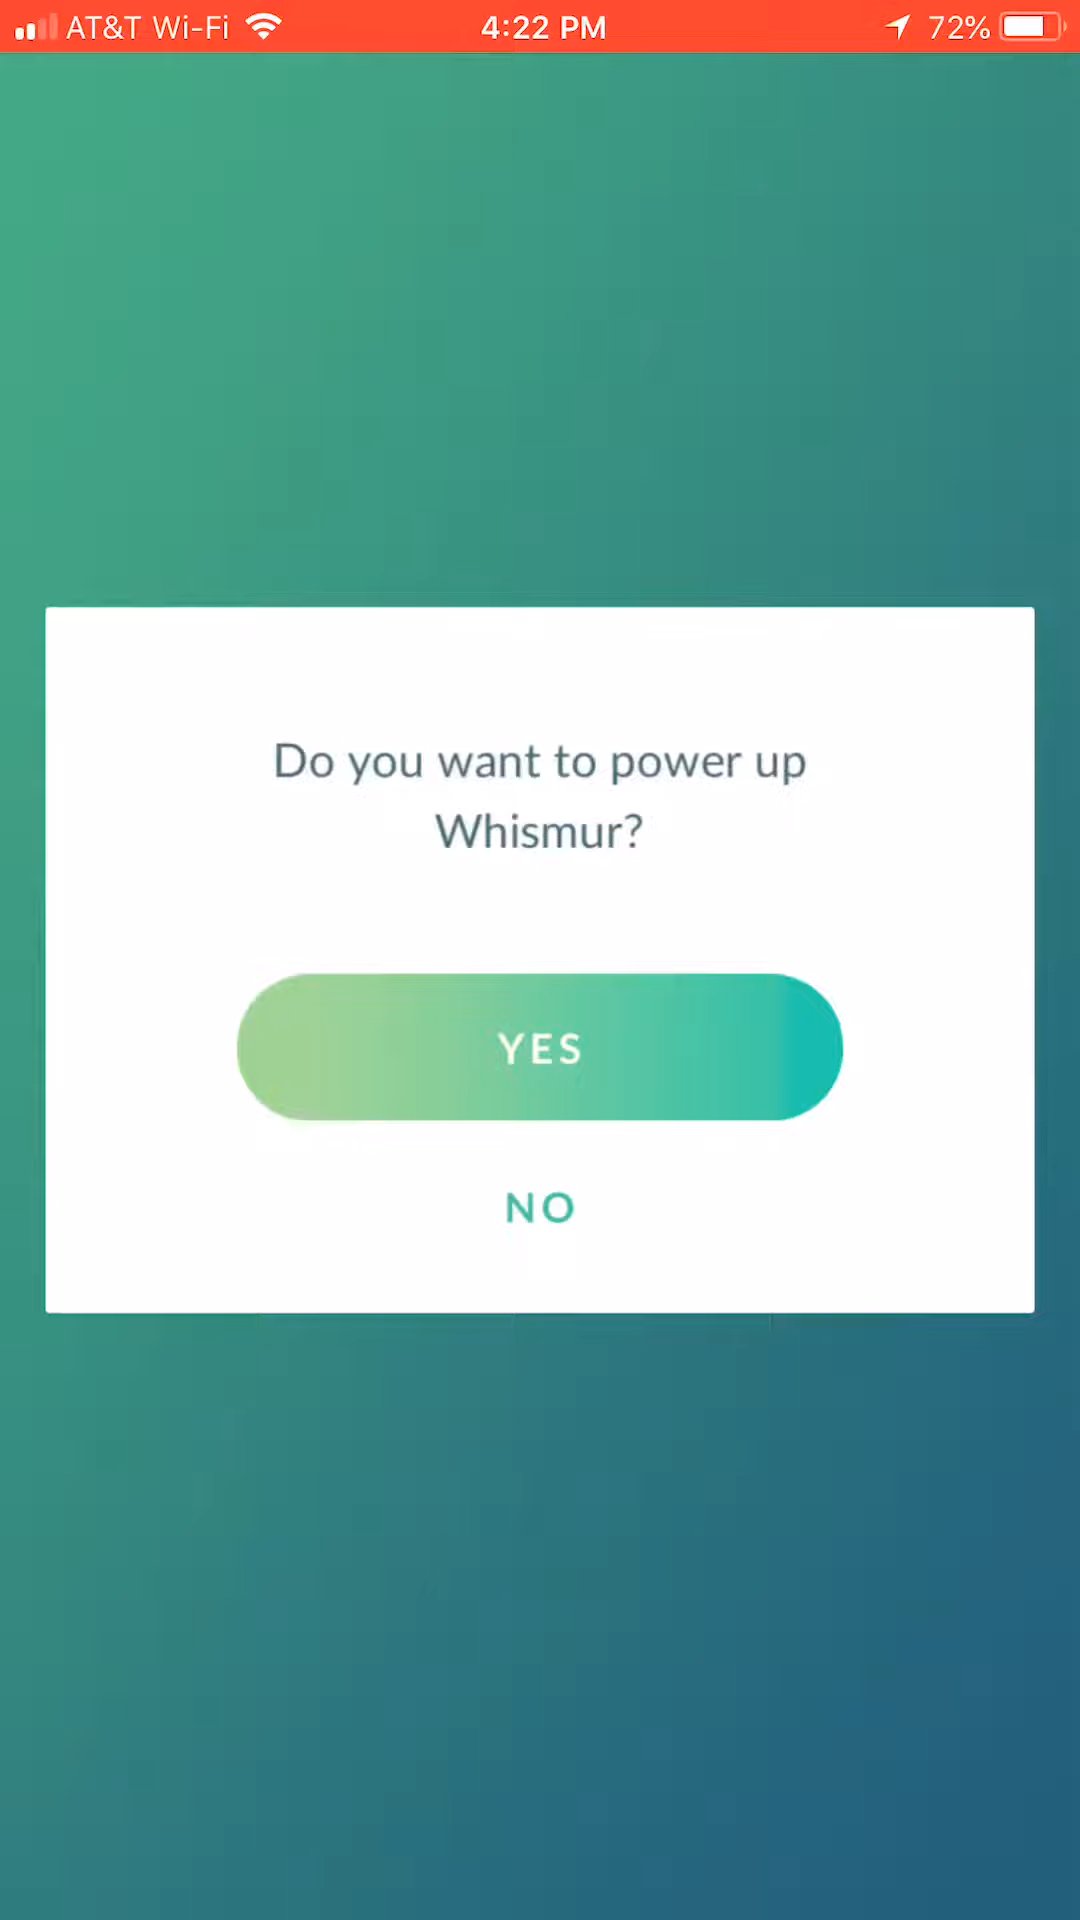 AT&T Wi-Fi 4:22 PM 72%
Do you want to power up
Whismur?
YES
NO